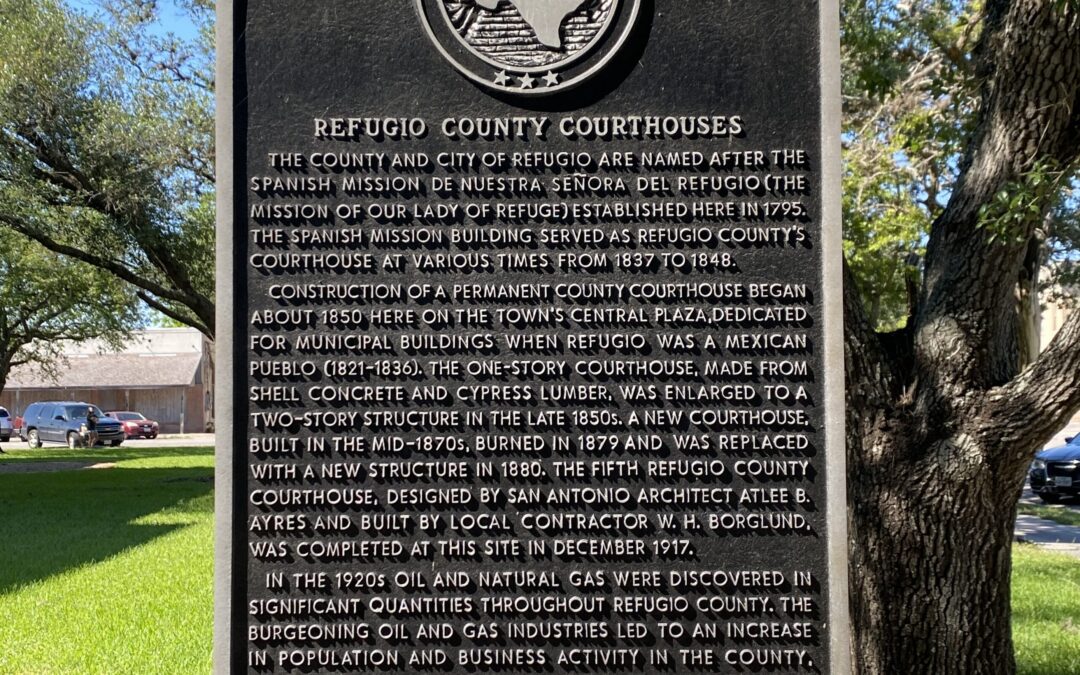 REFUGIO COUNTY COURTHOUSES
THE COUNTY AND CITY OF REFUGIO ARE NAMED AFTER THE
SPANISH MISSION DE NUESTRA SEÑORA DEL REFUGIO (THE
MISSION OF OUR LADY OF REFUGE) ESTABLISHED HERE IN 1795.
THE SPANISH MISSION BUILDING SERVED AS REFUGIO COUNTY'S
COURTHOUSE AT VARIOUS TIMES FROM 1837 TO 1848.
CONSTRUCTION OF A PERMANENT COUNTY COURTHOUSE BEGAN
ABOUT 1850 HERE ON THE TOWN'S CENTRAL PLAZA, DEDICATED
FOR MUNICIPAL BUILDINGS WHEN REFUGIO WAS A MEXICAN
PUEBLO (1821-1836). THE ONE-STORY COURTHOUSE, MADE FROM
SHELL CONCRETE AND CYPRESS LUMBER, WAS ENLARGED TO A
TWO-STORY STRUCTURE IN THE LATE 1850s. A NEW COURTHOUSE,
BUILT IN THE MID-1870s, BURNED IN 1879 AND WAS REPLACED
WITH A NEW STRUCTURE IN 1880. THE FIFTH REFUGIO COUNTY
COURTHOUSE, DESIGNED BY SAN ANTONIO ARCHITECT ATLEE B.
AYRES AND BUILT BY LOCAL CONTRACTOR W. H. BORGLUND,
WAS COMPLETED AT THIS SITE IN DECEMBER 1917.
IN THE 1920s OIL AND NATURAL GAS WERE DISCOVERED IN
SIGNIFICANT QUANTITIES THROUGHOUT REFUGIO COUNTY. THE
BURGEONING OIL AND GAS INDUSTRIES LED TO AN INCREASE
IN POPULATION AND BUSINESS ACTIVITY IN THE COUNTY,